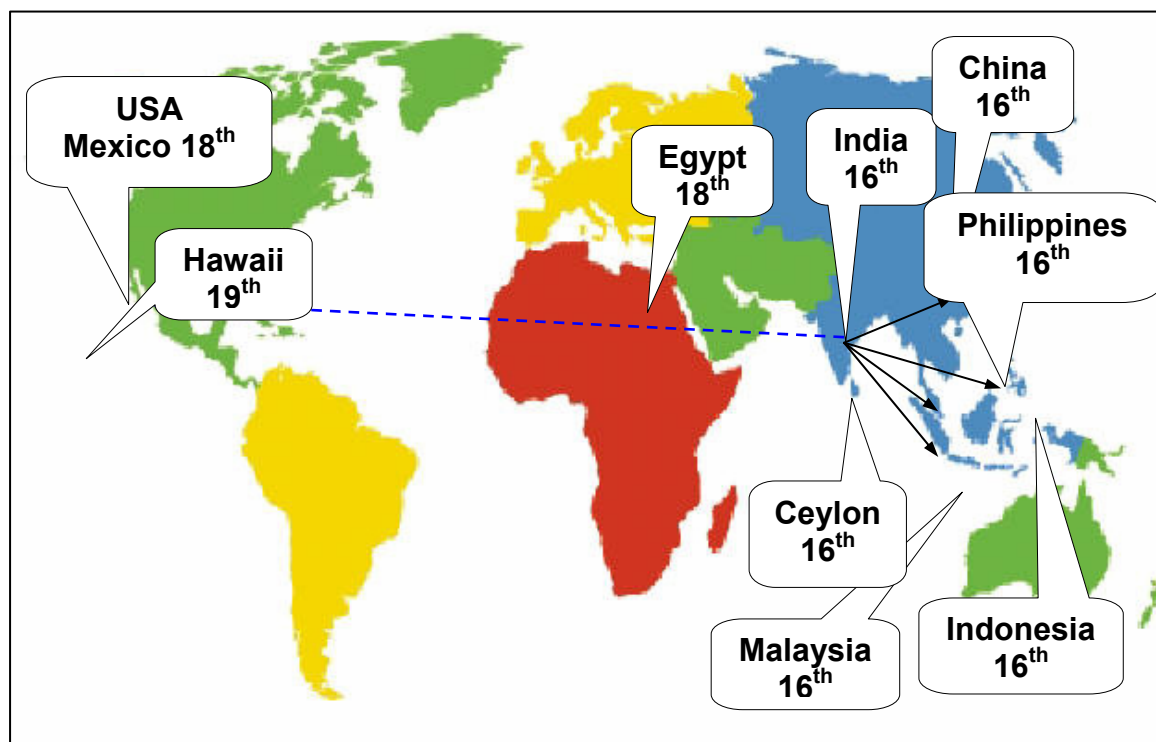 USA
Mexico 18th
Hawaii
19th
Egypt
18th
India
16th
China
16th
Philippines
16th
Ceylon
16th
Malaysia
16th
Indonesia
16th